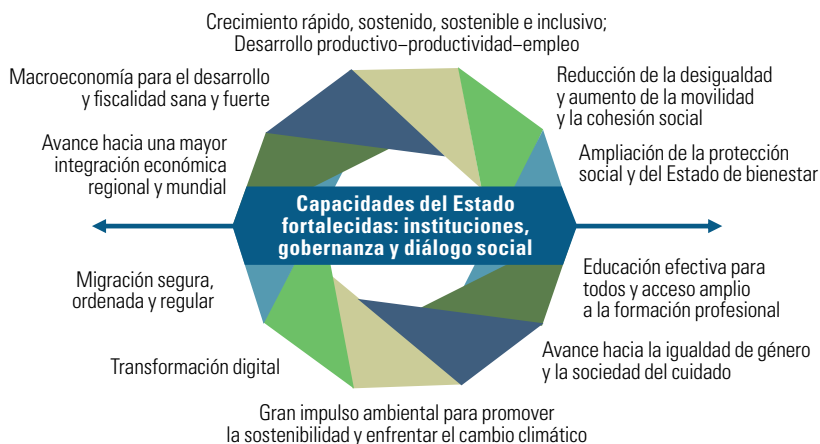 Crecimiento rápido, sostenido, sostenible e inclusivo;
Desarrollo productivo–productividad–empleo
Macroeconomía para el desarrollo
y fiscalidad sana y fuerte
Reducción de la desigualdad
y aumento de la movilidad
y la cohesión social
Avance hacia una mayor
integración económica
regional y mundial
Ampliación de la protección
social y del Estado de bienestar
Capacidades del Estado
fortalecidas: instituciones,
gobernanza y diálogo social
Migración segura,
ordenada y regular
Educación efectiva para
todos y acceso amplio
a la formación profesional
Transformación digital
Avance hacia la igualdad de género
y la sociedad del cuidado
Gran impulso ambiental para promover
la sostenibilidad y enfrentar el cambio climático